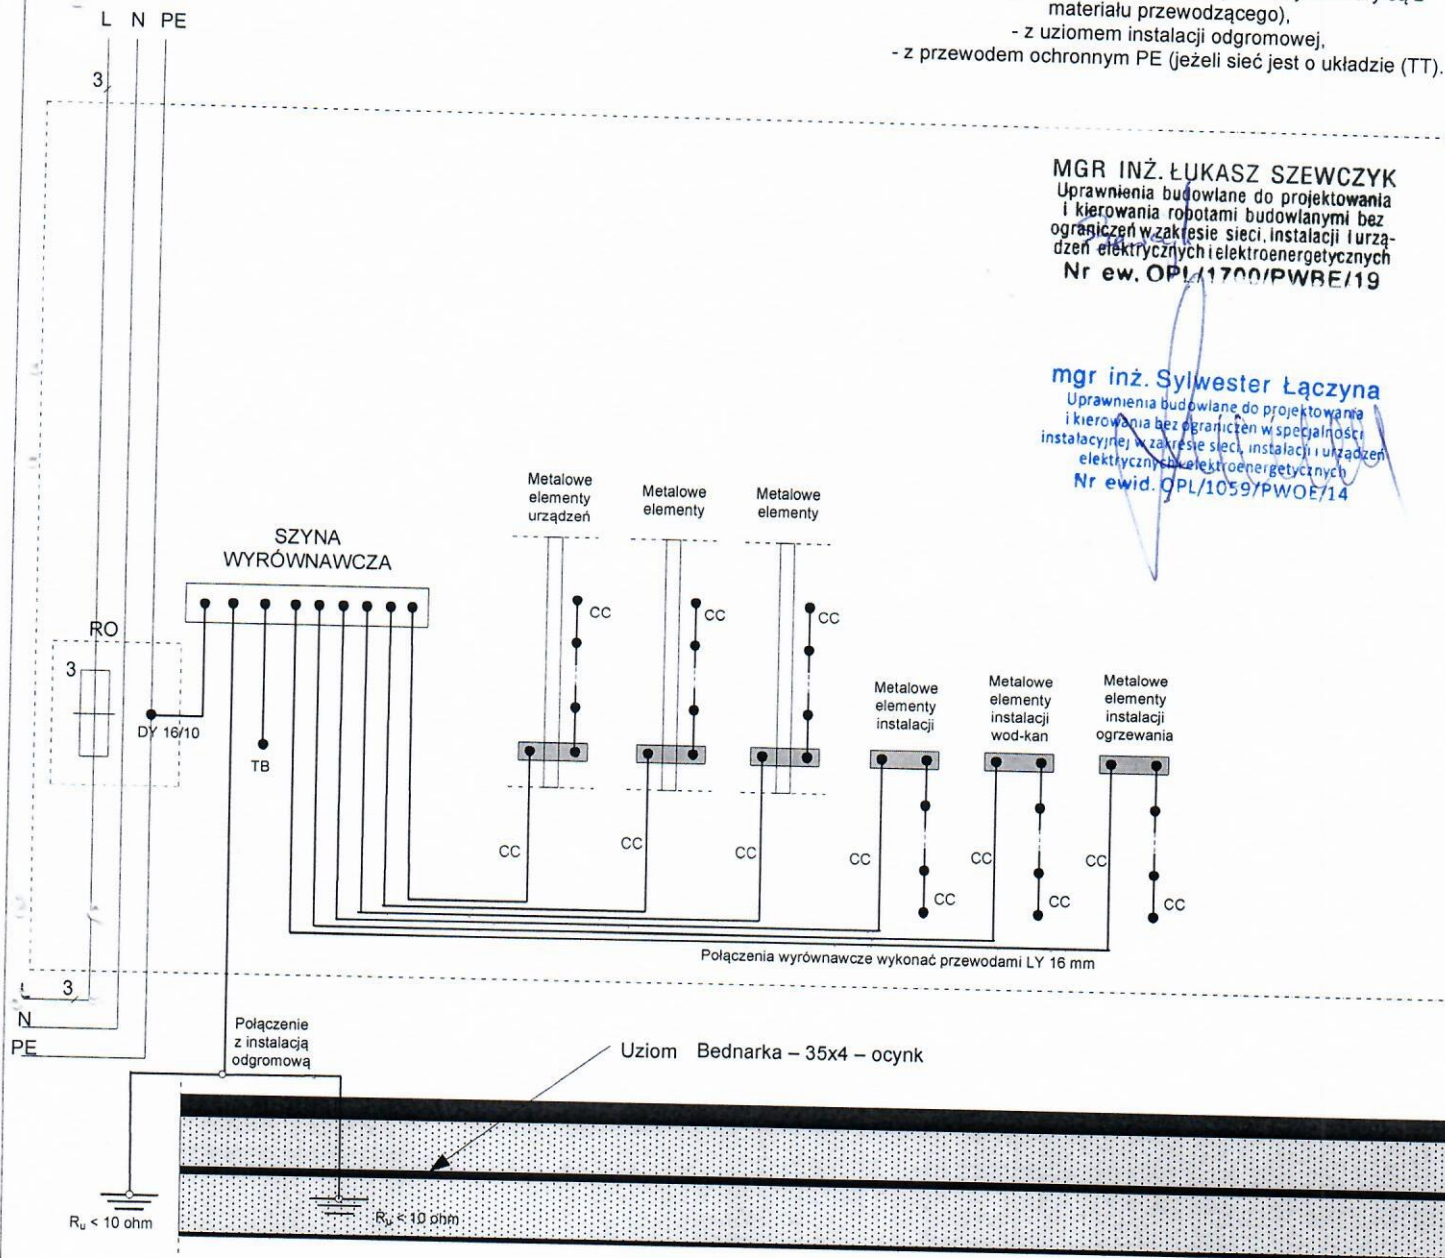 L N PE
materiału przewodzącego),
- z uziomem instalacji odgromowej,
- z przewodem ochronnym PE (jeżeli sieć jest o układzie (TT).
3
MGR INŻ. ŁUKASZ SZEWCZYK
Uprawnienia budowlane do projektowania
i kierowania robotami budowlanymi bez
ograniczeń w zakresie sieci, instalacji i urzą-
dzeń elektrycznych i elektroenergetycznych
Nr ew. OPL/1700/PWBE/19
mgr inż. Sylwester Łączyna
Uprawnienia budowlane do projektowania
i kierowania bez ograniczeń w specjalności
instalacyjnej w zakresie sieci, instalacji i urządzeń
elektrycznych i elektroenergetycznych
Nr ewid. OPL/1059/PWOE/14
Metalowe
elementy
urządzeń
Metalowe
elementy
Metalowe
elementy
SZYNA
WYRÓWNAWCZA
CC
CC
CC
RO
3
DY 16/10
TB
Metalowe
elementy
instalacji
Metalowe
elementy
instalacji
wod-kan
Metalowe
elementy
instalacji
ogrzewania
CC
CC
CC
CC
CC
CC
CC
CC
CC
Połączenia wyrównawcze wykonać przewodami LY 16 mm
L 3
N
PE
Połączenie
z instalacją
odgromową
Uziom Bednarka – 35x4 – ocynk
Ru < 10 ohm
Ru < 10 ohm